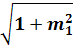 √(1 + m₁²)